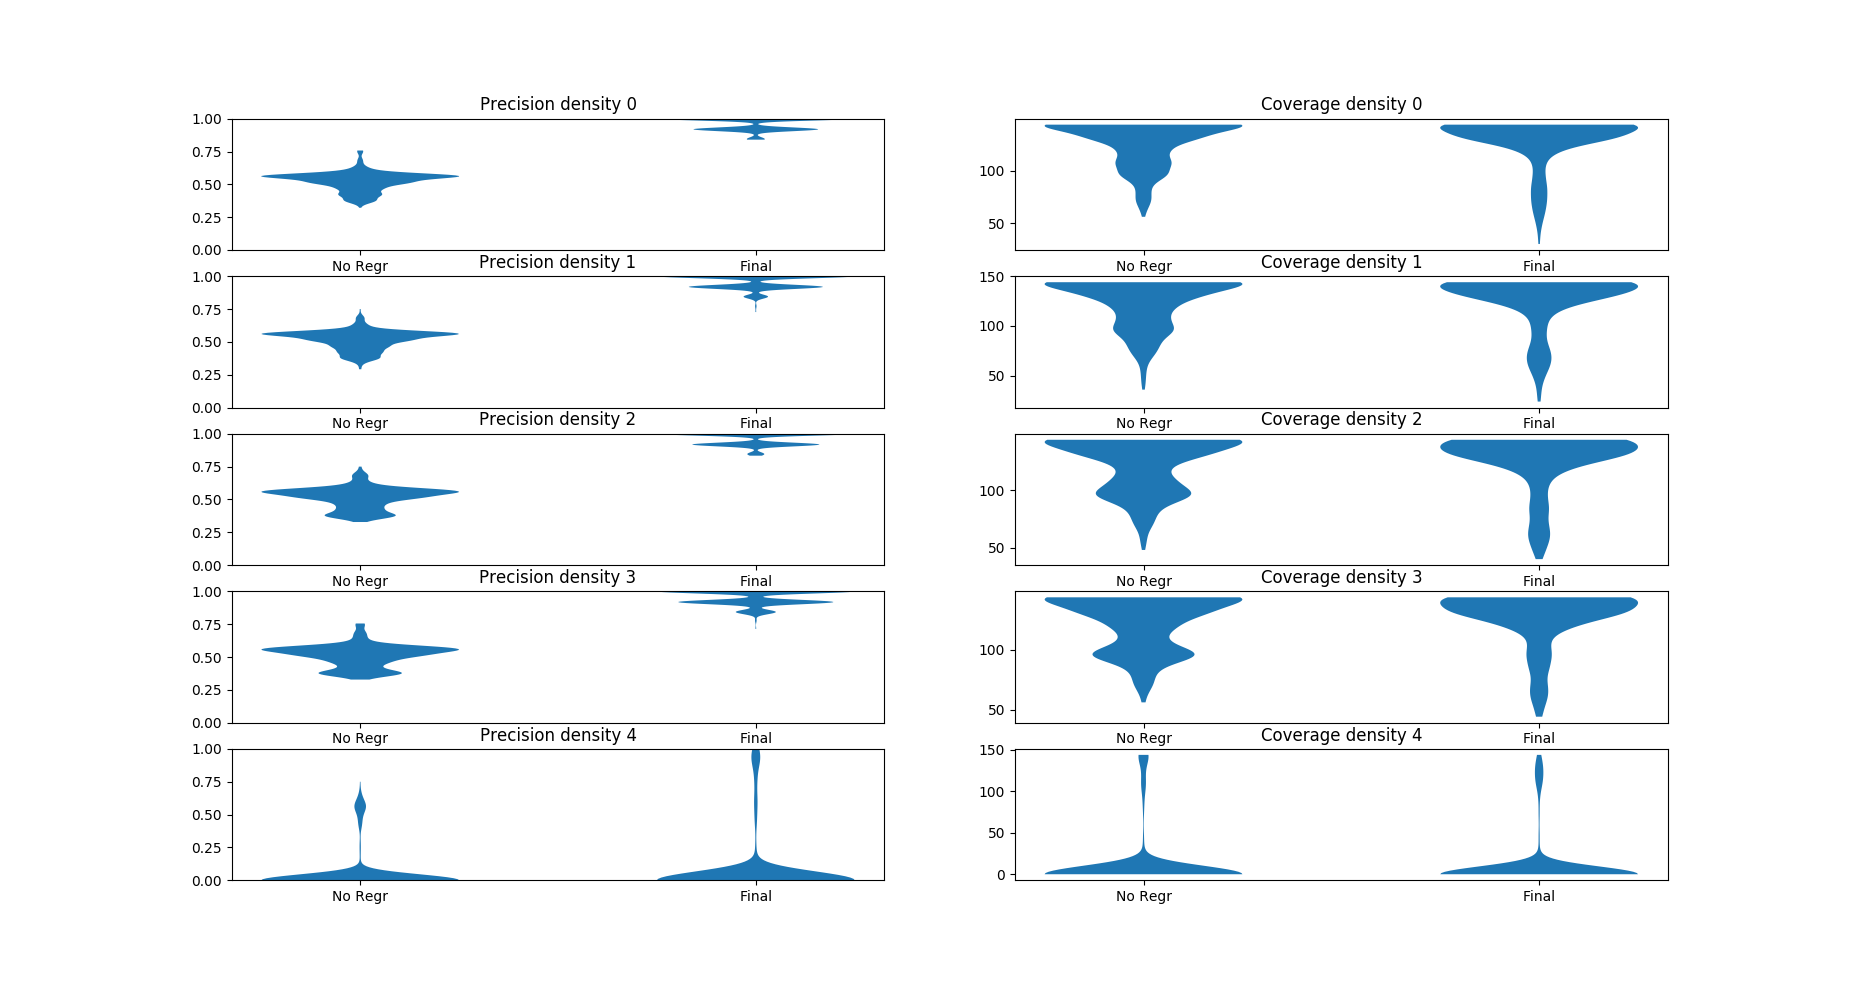 Precision density 0
1.00
0.75
0.50
0.25
0.00
No Regr Final
Coverage density 0
100
50
No Regr Final
Precision density 1
1.00
0.75
0.50
0.25
0.00
No Regr Final
Coverage density 1
150
100
50
No Regr Final
Precision density 2
1.00
0.75
0.50
0.25
0.00
No Regr Final
Coverage density 2
100
50
No Regr Final
Precision density 3
1.00
0.75
0.50
0.25
0.00
No Regr Final
Coverage density 3
100
50
No Regr Final
Precision density 4
1.00
0.75
0.50
0.25
0.00
No Regr Final
Coverage density 4
150
100
50
0
No Regr Final